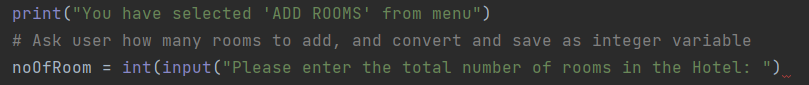 print("You have selected 'ADD ROOMS' from menu")
# Ask user how many rooms to add, and convert and save as integer variable
noOfRoom = int(input("Please enter the total number of rooms in the Hotel: ")